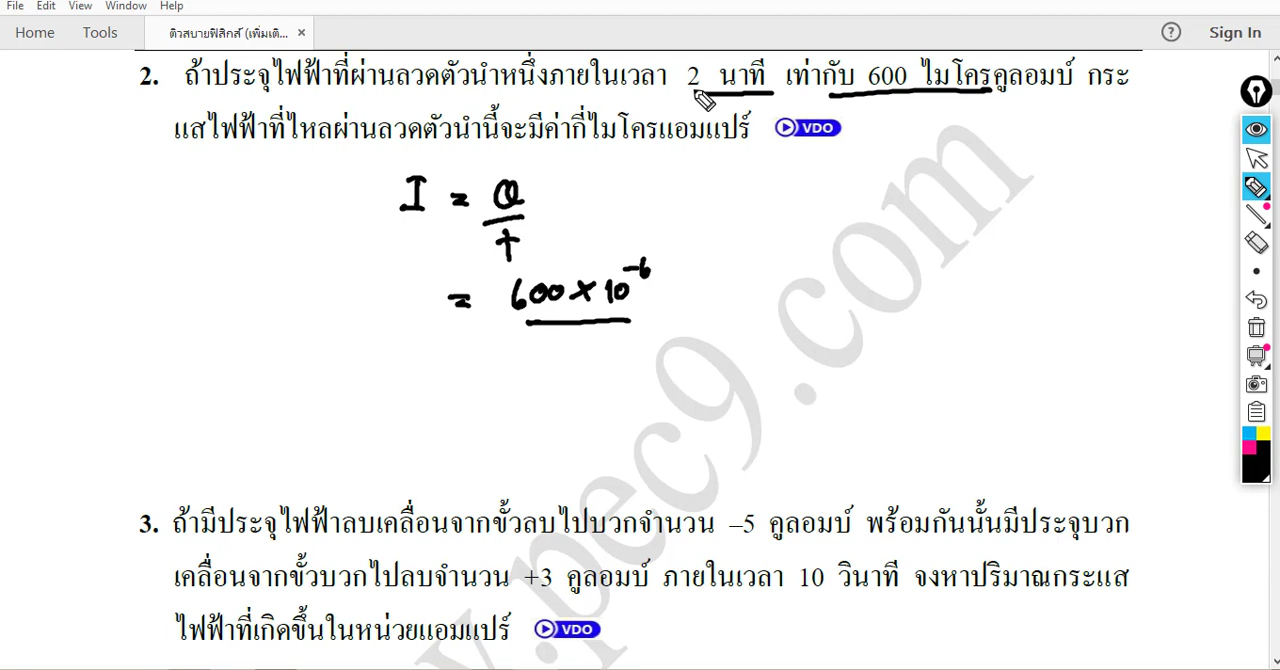 File Edit View Window Help
Home Tools ติวสบายฟิสิกส์ (เพิ่มเติ... × ? Sign In
2. ถ้าประจุไฟฟ้าที่ผ่านลวดตัวนำหนึ่งภายในเวลา 2 นาที เท่ากับ 600 ไมโครคูลอมบ์ กระ
แสไฟฟ้าที่ไหลผ่านลวดตัวนำนี้จะมีค่ากี่ไมโครแอมแปร์ VDO
I = Q
t
= 600 × 10⁻⁶
3. ถ้ามีประจุไฟฟ้าลบเคลื่อนจากขั้วลบไปบวกจำนวน –5 คูลอมบ์ พร้อมกันนั้นมีประจุบวก
เคลื่อนจากขั้วบวกไปลบจำนวน +3 คูลอมบ์ ภายในเวลา 10 วินาที จงหาปริมาณกระแส
ไฟฟ้าที่เกิดขึ้นในหน่วยแอมแปร์ VDO
.pec9.com